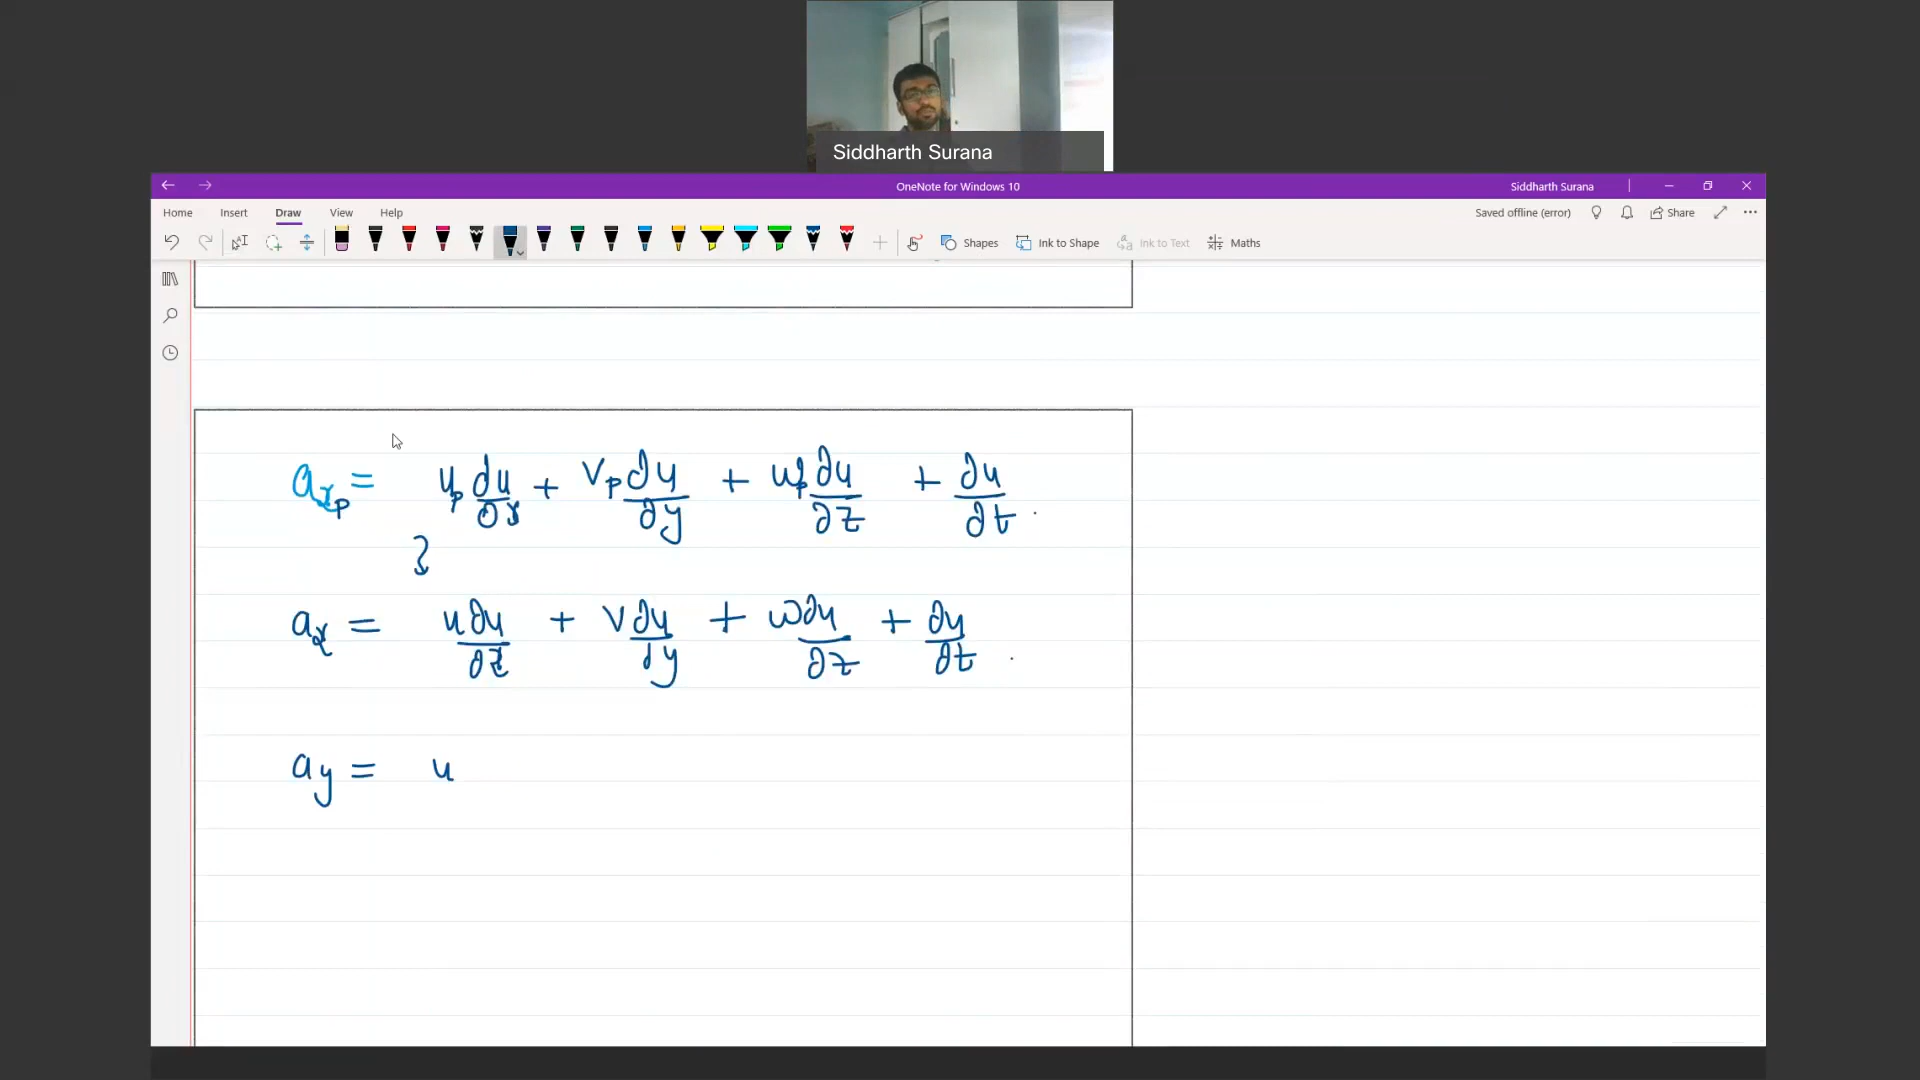 Siddharth Surana
OneNote for Windows 10
Siddharth Surana
Home Insert Draw View Help
Saved offline (error) Share
Shapes Ink to Shape Ink to Text Maths
a_xp = u_p ∂u/∂x + v_p ∂u/∂y + w_p ∂u/∂z + ∂u/∂t .
a_x = u ∂u/∂x + v ∂u/∂y + w ∂u/∂z + ∂u/∂t .
a_y = u